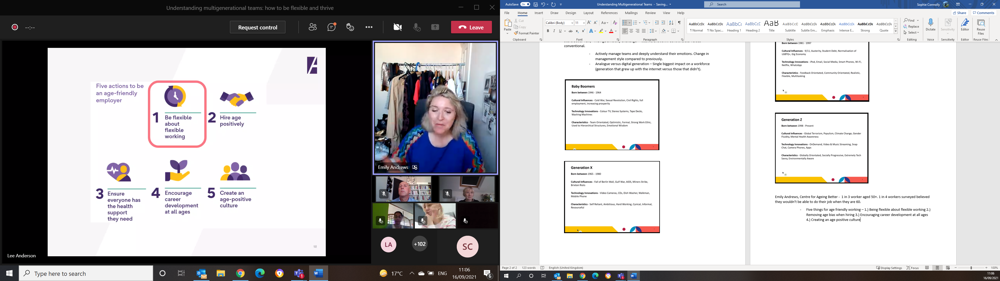 Understanding multigenerational teams: how to be flexible and thrive
--:--
Request control
Leave
Five actions to be
an age-friendly
employer
1 Be flexible
about
flexible
working
2 Hire age
positively
3 Ensure
everyone has
the health
support
they need
4 Encourage
career
development
at all ages
5 Create an
age-positive
culture
18
Lee Anderson
Emily Andrews
LA
+102
SC
Type here to search
17°C
ENG
11:06
16/09/2021
6
AutoSave On
Understanding Multigenerational Teams - Saving...
Search
Sophie Connolly
File Home Insert Draw Design Layout References Mailings Review View Help
Share Comments
Paste
Cut
Copy
Format Painter
Clipboard
Calibri (Body) 11
Font
Paragraph
AaBbCcDc ¶ Normal
AaBbCcDc ¶ No Spac...
AaBbCc Heading 1
AaBbCcD Heading 2
AaB Title
AaBbCcD Subtitle
AaBbCcDc Subtle Em...
AaBbCcDc Emphasis
AaBbCcDc Intense E...
AaBbCcDc Strong
AaBbCcDc Quote
Styles
Find
Replace
Select
Editing
Dictate
Voice
Sensitivity
Sensitivity
Editor
Editor
Reuse
Files
Reuse Files
conventional.
- Actively manage teams and deeply understand their emotions. Change in
management style compared to previously.
- Analogue versus digital generation – Single biggest impact on a workforce
(generation that grew up with the internet versus those that didn't).
Baby Boomers
Born between 1946 - 1964
Cultural Influences - Cold War, Sexual Revolution, Civil Rights, full
employment, increasing prosperity
Technology Innovations - Colour TV, Stereo Systems, Tape Decks,
Washing Machines
Characteristics - Team Orientated, Optimistic, Formal, Strong Work Ethic,
Used to Hierarchical Structures, Emotional Wisdom
Generation X
Born between 1965 - 1980
Cultural Influences - Fall of Berlin Wall, Gulf War, AIDS, Miners Strike,
Brixton Riots
Technology Innovations - Video Cameras, CDs, Dish Washer, Walkman,
Mobile Phone
Characteristics - Self Reliant, Ambitious, Hard Working, Cynical, Informal,
Resourceful
Born between 1981 - 1997
Cultural Influences - 9/11, Austerity, Student Debt, Normalisation of
LGBTQ+, Gig Economy
Technology Innovations - iPod, Email, Social Media, Smart Phones, Wi-Fi,
Netflix, WhatsApp
Characteristics - Feedback Orientated, Community Orientated, Realistic,
Flexible, Multitasking
Generation Z
Born between 1998 - Present
Cultural Influences - Global Terrorism, Populism, Climate Change, Gender
Fluidity, Mental Health Awareness
Technology Innovations - OnDemand, Video & Music Streaming, Snap
Chat, Camera Phones, Apps
Characteristics - Globally Orientated, Socially Progressive, Extremely Tech
Savvy, Environmentally Aware
Emily Andrews, Centre for Ageing Better - 1 in 3 worker aged 50+. 1 in 4 workers surveyed believed
they wouldn't be able to do their job when they are 60.
- Five things for age friendly working – 1.) Being flexible about flexible working 2.)
Removing age bias when hiring 3.) Encouraging career development at all ages
4.) Creating an age positive culture
Page 2 of 2 123 words English (United Kingdom)
Display Settings Focus 100%
11:06
16/09/2021